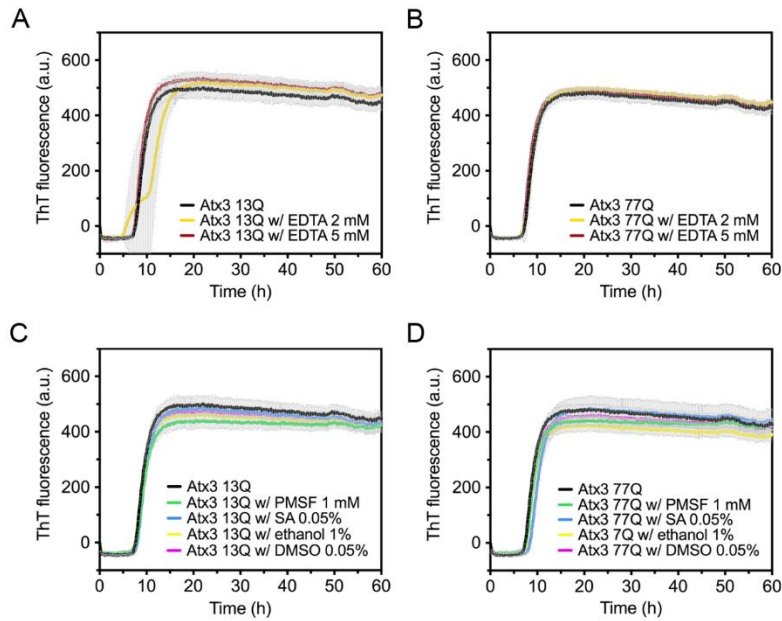 A
ThT fluorescence (a.u.)
600
400
200
0
Atx3 13Q
Atx3 13Q w/ EDTA 2 mM
Atx3 13Q w/ EDTA 5 mM
0 10 20 30 40 50 60
Time (h)
B
ThT fluorescence (a.u.)
600
400
200
0
Atx3 77Q
Atx3 77Q w/ EDTA 2 mM
Atx3 77Q w/ EDTA 5 mM
0 10 20 30 40 50 60
Time (h)
C
ThT fluorescence (a.u.)
600
400
200
0
Atx3 13Q
Atx3 13Q w/ PMSF 1 mM
Atx3 13Q w/ SA 0.05%
Atx3 13Q w/ ethanol 1%
Atx3 13Q w/ DMSO 0.05%
0 10 20 30 40 50 60
Time (h)
D
ThT fluorescence (a.u.)
600
400
200
0
Atx3 77Q
Atx3 77Q w/ PMSF 1 mM
Atx3 77Q w/ SA 0.05%
Atx3 7Q w/ ethanol 1%
Atx3 77Q w/ DMSO 0.05%
0 10 20 30 40 50 60
Time (h)